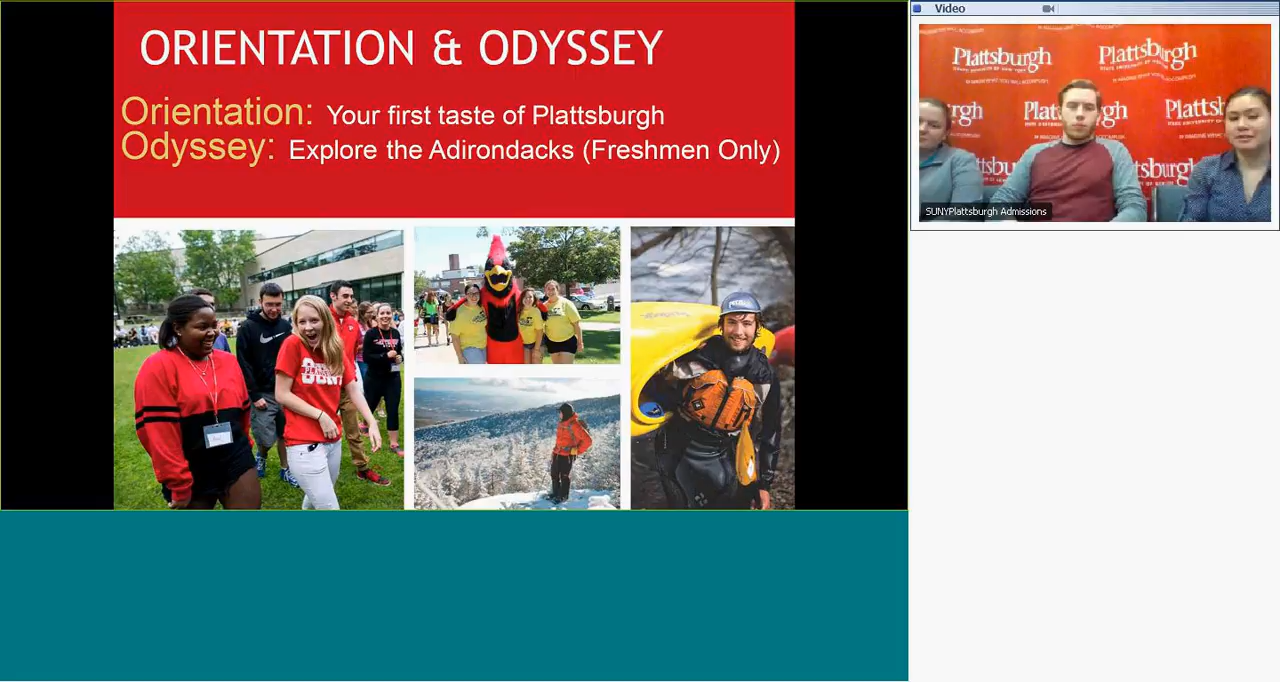 ORIENTATION & ODYSSEY
Orientation: Your first taste of Plattsburgh
Odyssey: Explore the Adirondacks (Freshmen Only)
Video
Plattsburgh
Plattsburgh
SUNYPlattsburgh Admissions